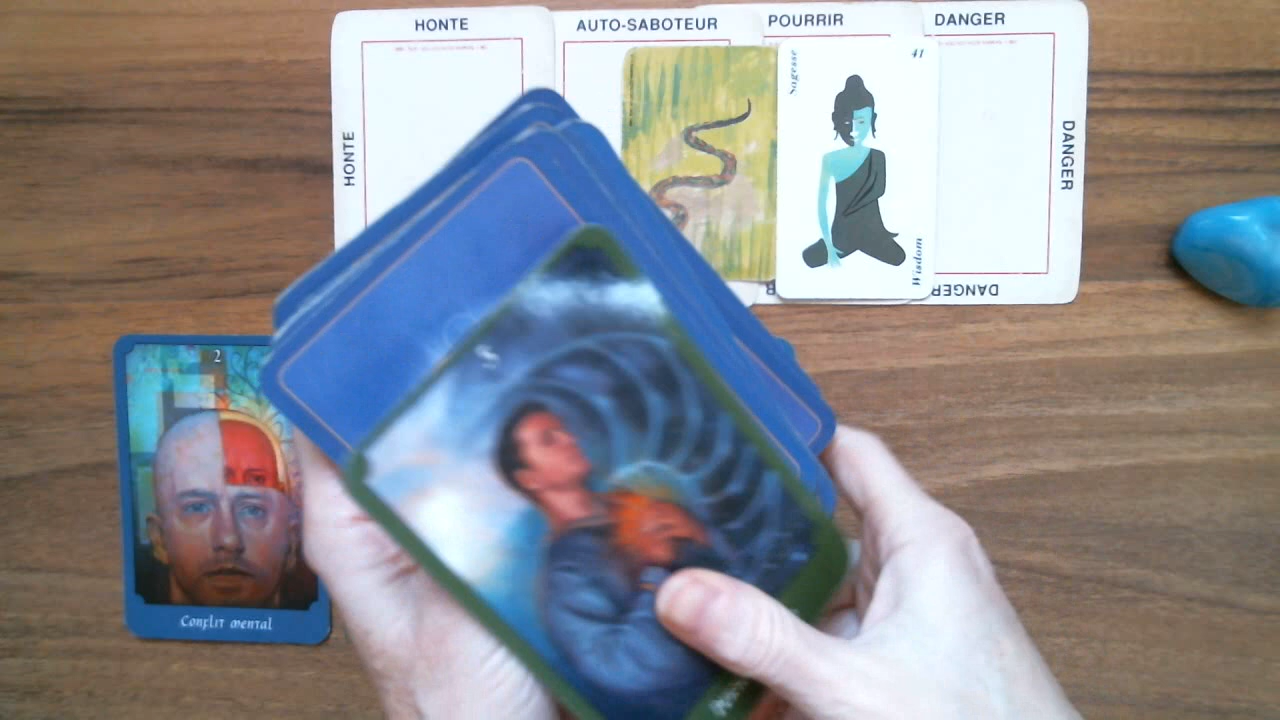 HONTE
AUTO-SABOTEUR
POURRIR
DANGER
HONTE
Sagesse
41
DANGER
Wisdom
DANGER
2
Conflit mental